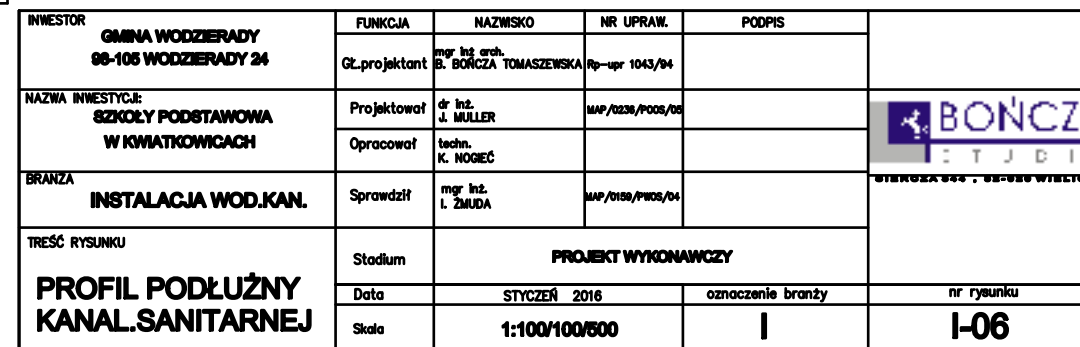 INWESTOR
GMINA WODZIERADY
98-105 WODZIERADY 24
FUNKCJA NAZWISKO NR UPRAW. PODPIS
GŁ.projektant mgr inż arch. B. BOŃCZA TOMASZEWSKA Rp-upr 1043/94
NAZWA INWESTYCJI:
SZKOŁY PODSTAWOWA
W KWIATKOWICACH
Projektował dr inż. J. MULLER MAP/0236/POOS/05
Opracował techn. K. NOGIEĆ
BOŃCZ
BRANZA
INSTALACJA WOD.KAN.
Sprawdził mgr inż. I. ŻMUDA MAP/0159/PWOS/04
TREŚĆ RYSUNKU
PROFIL PODŁUŻNY
KANAL.SANITARNEJ
Stadium PROJEKT WYKONAWCZY
Data STYCZEŃ 2016 oznaczenie branży nr rysunku
Skala 1:100/100/500 I I-06